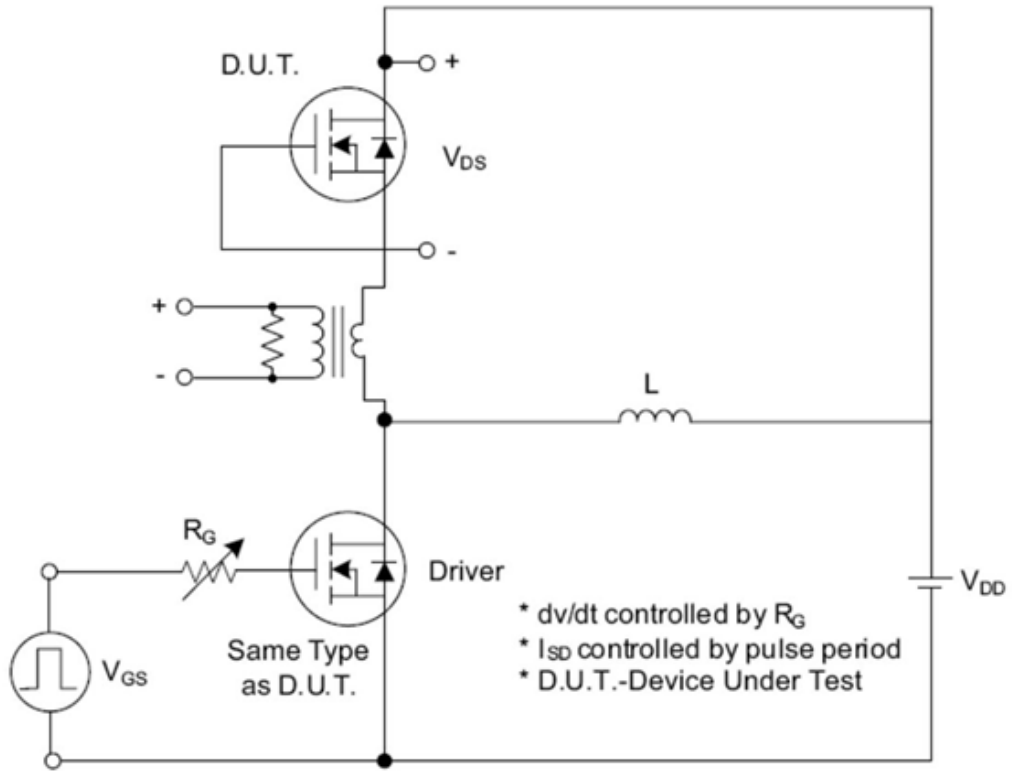 D.U.T.
+
VDS
-
+
-
L
RG
Driver
VDD
* dv/dt controlled by RG
* ISD controlled by pulse period
* D.U.T.-Device Under Test
Same Type
as D.U.T.
VGS